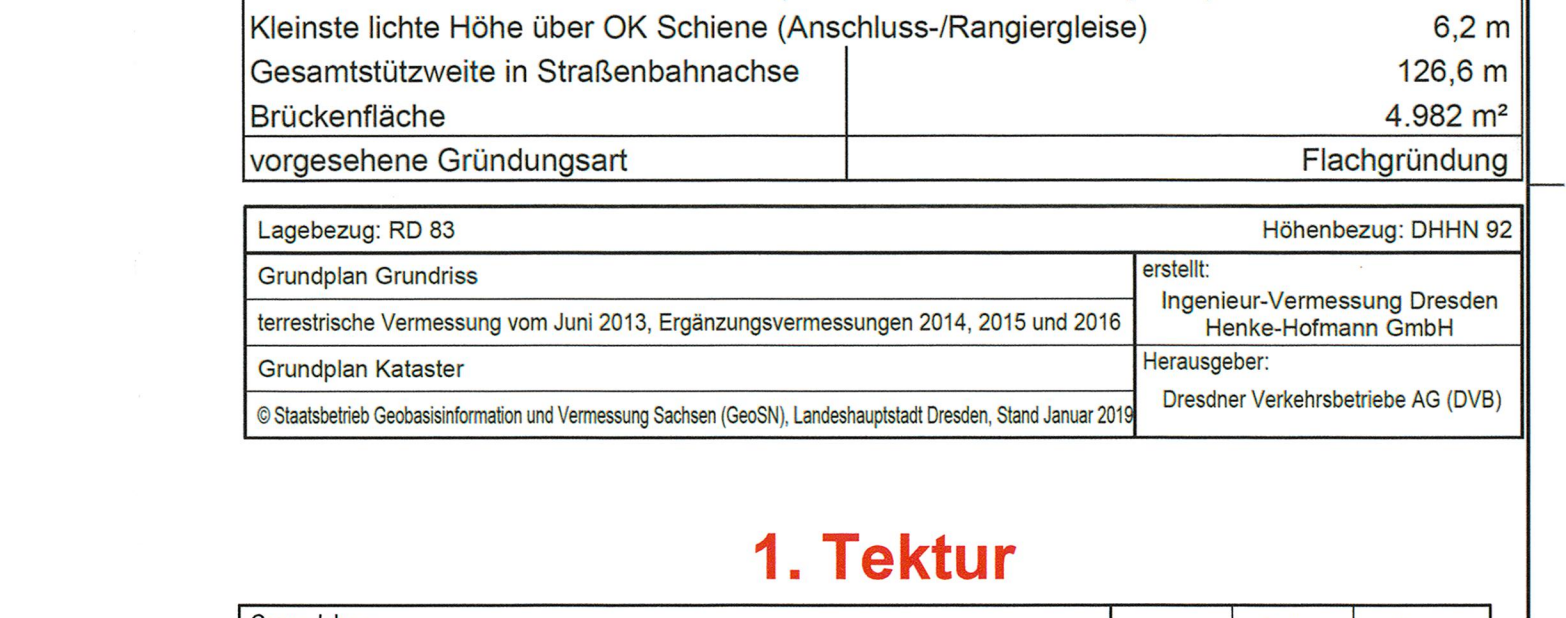 Kleinste lichte Höhe über OK Schiene (Anschluss-/Rangiergleise) 6,2 m
Gesamtstützweite in Straßenbahnachse 126,6 m
Brückenfläche 4.982 m²
vorgesehene Gründungsart Flachgründung
Lagebezug: RD 83 Höhenbezug: DHHN 92
Grundplan Grundriss
terrestrische Vermessung vom Juni 2013, Ergänzungsvermessungen 2014, 2015 und 2016
erstellt:
Ingenieur-Vermessung Dresden
Henke-Hofmann GmbH
Grundplan Kataster
© Staatsbetrieb Geobasisinformation und Vermessung Sachsen (GeoSN), Landeshauptstadt Dresden, Stand Januar 2019
Herausgeber:
Dresdner Verkehrsbetriebe AG (DVB)
1. Tektur